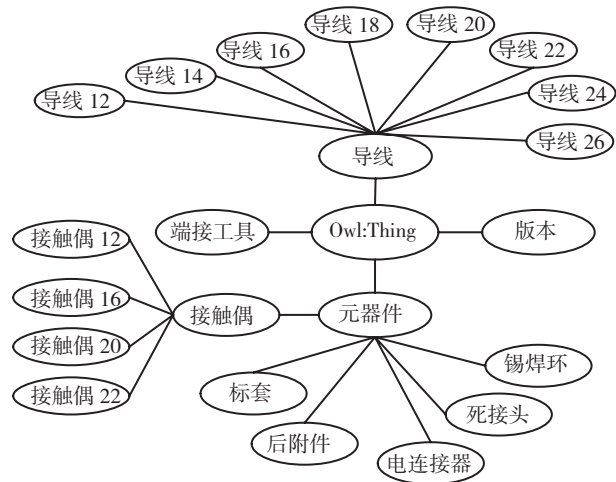 导线 18
导线 20
导线 16
导线 22
导线 14
导线 24
导线 12
导线 26
导线
端接工具
Owl:Thing
版本
接触偶 12
接触偶 16
接触偶
元器件
接触偶 20
锡焊环
标套
接触偶 22
死接头
后附件
电连接器